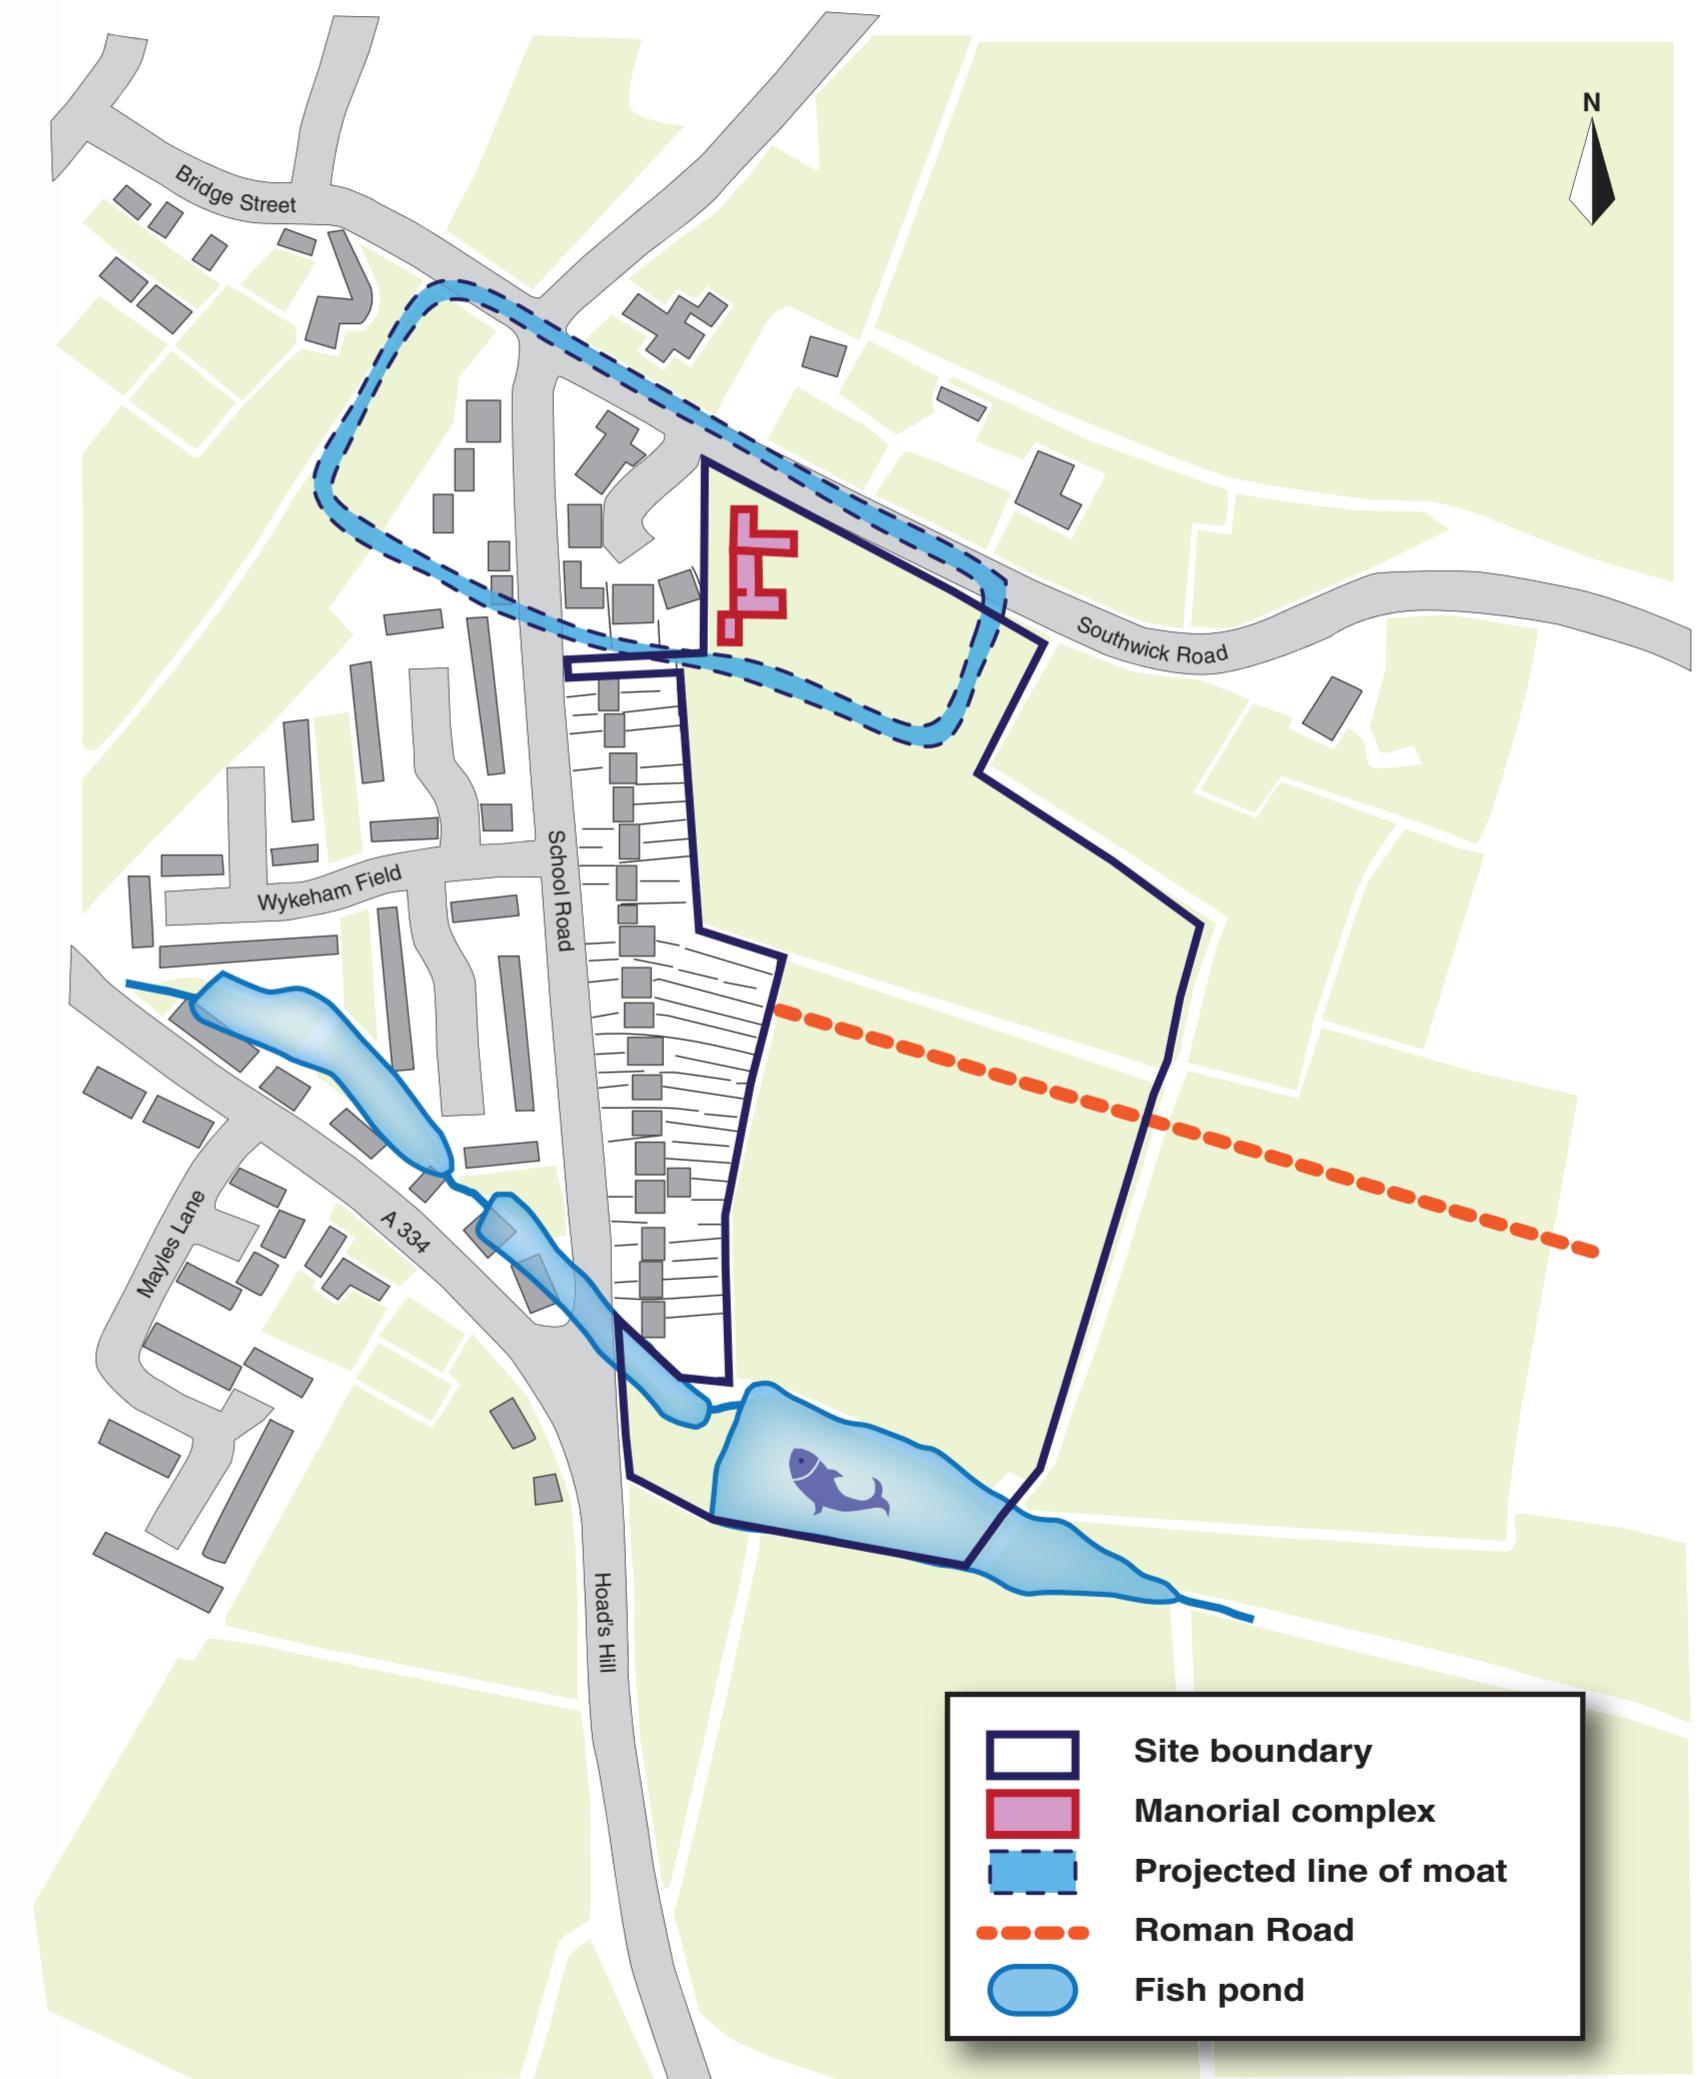 N
Bridge Street
Southwick Road
School Road
Wykeham Field
A 334
Mayles Lane
Hoad's Hill
Site boundary
Manorial complex
Projected line of moat
Roman Road
Fish pond